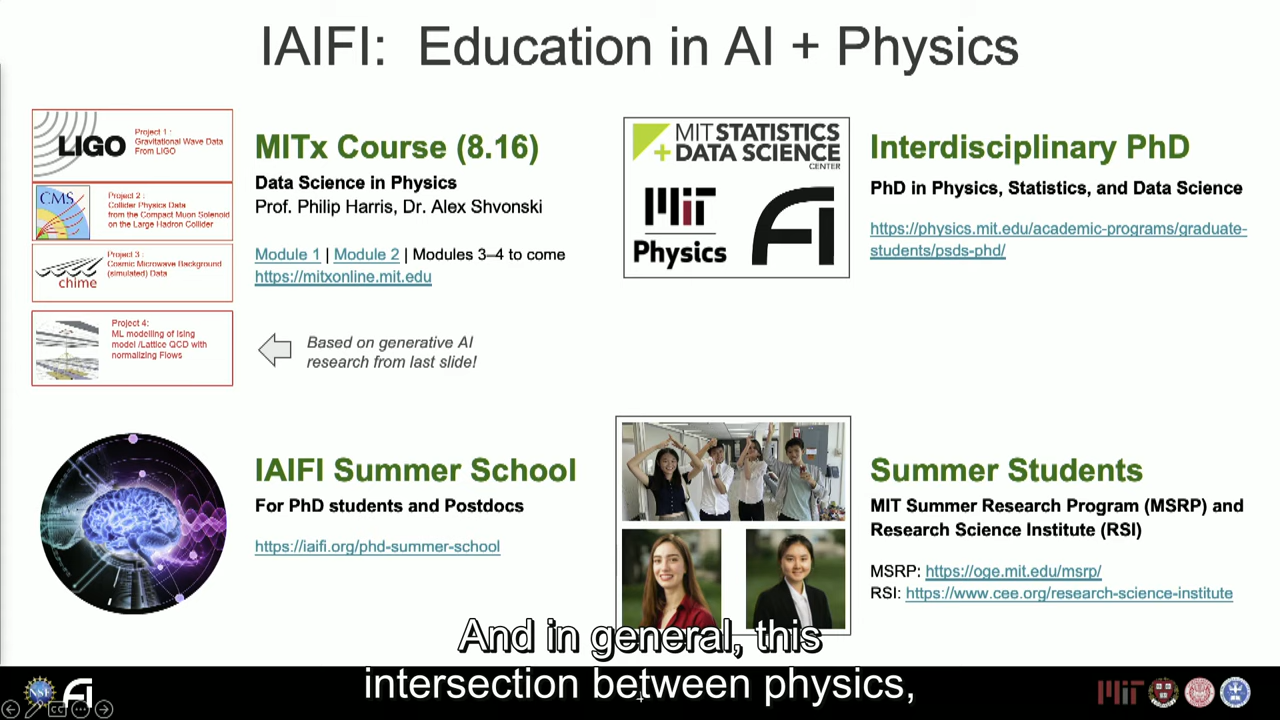 IAIFI: Education in AI + Physics
LIGO
Project 1 :
Gravitational Wave Data
From LIGO
CMS
Project 2 :
Collider Physics Data
from the Compact Muon Solenoid
on the Large Hadron Collider
chime
Project 3 :
Cosmic Microwave Background
(simulated) Data
Project 4:
ML modelling of Ising
model /Lattice QCD with
normalizing Flows
MITx Course (8.16)
Data Science in Physics
Prof. Philip Harris, Dr. Alex Shvonski
Module 1 | Module 2 | Modules 3–4 to come
https://mitxonline.mit.edu
Based on generative AI
research from last slide!
MIT STATISTICS
+ DATA SCIENCE
CENTER
MIT
Physics
Interdisciplinary PhD
PhD in Physics, Statistics, and Data Science
https://physics.mit.edu/academic-programs/graduate-
students/psds-phd/
IAIFI Summer School
For PhD students and Postdocs
https://iaifi.org/phd-summer-school
Summer Students
MIT Summer Research Program (MSRP) and
Research Science Institute (RSI)
MSRP: https://oge.mit.edu/msrp/
RSI: https://www.cee.org/research-science-institute
And in general, this
intersection between physics,
NSF
MIT